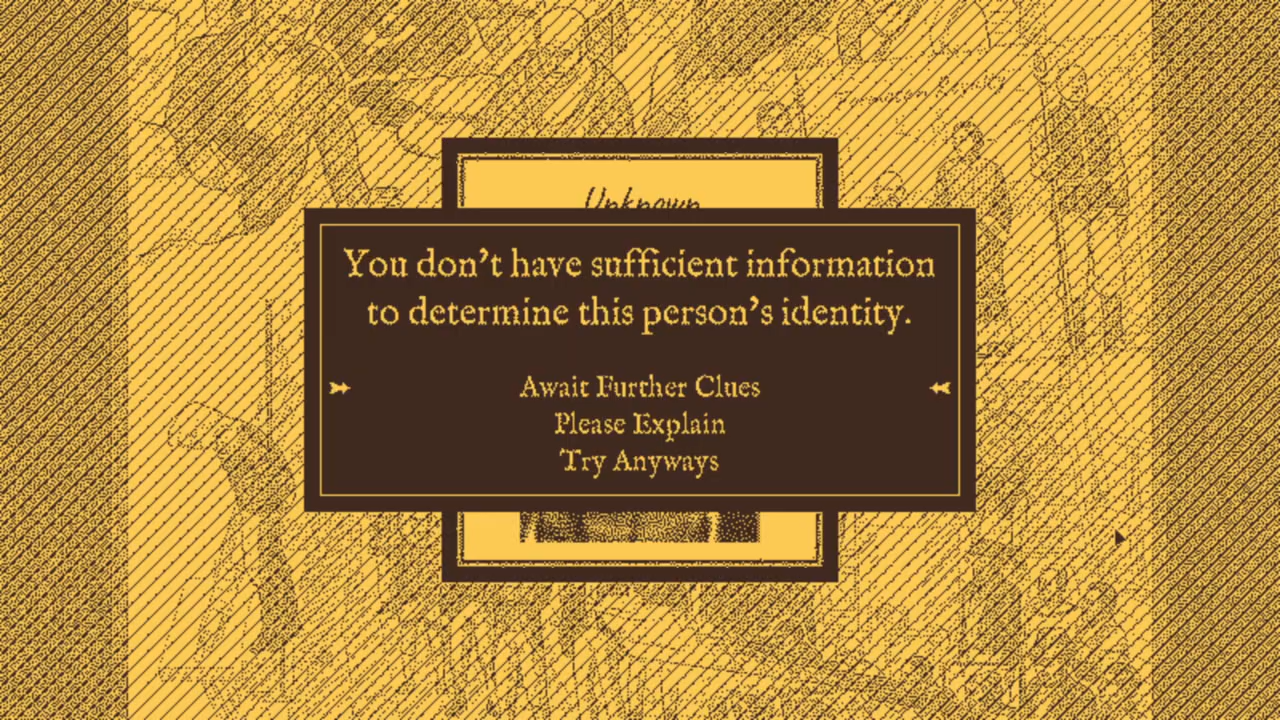 Unknown
You don't have sufficient information
to determine this person's identity.
Await Further Clues
Please Explain
Try Anyways